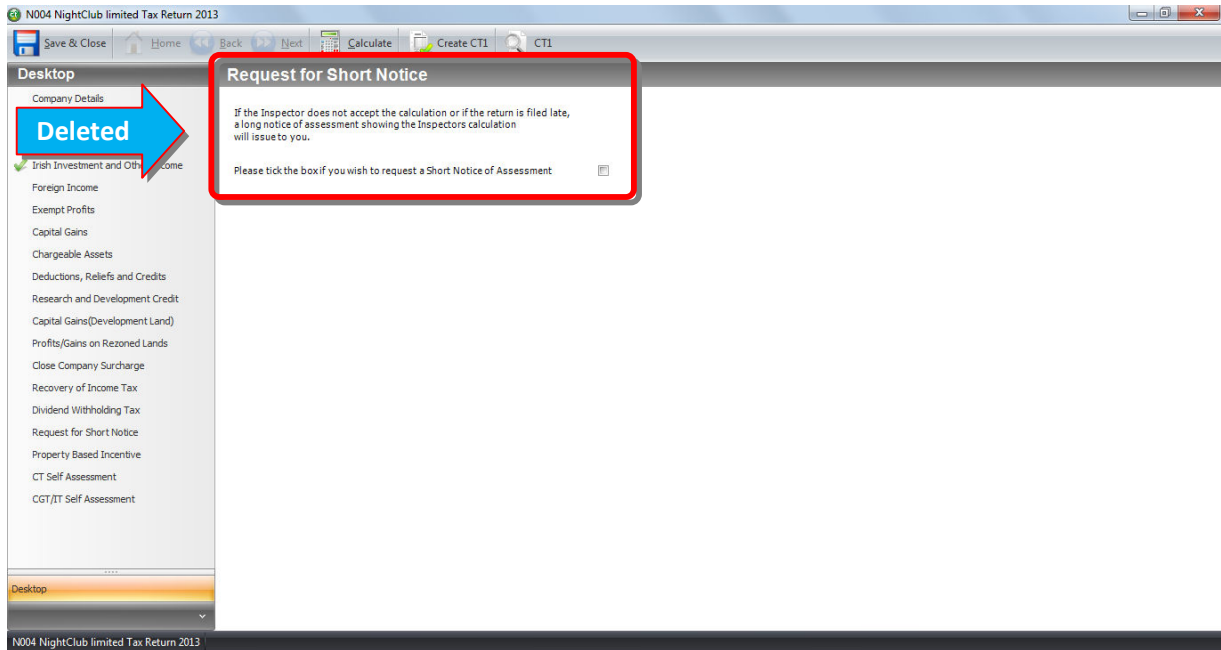 N004 NightClub limited Tax Return 2013
Save & Close Home Back Next Calculate Create CT1 CT1
Desktop
Company Details
Deleted
Irish Investment and
Foreign Income
Exempt Profits
Capital Gains
Chargeable Assets
Deductions, Reliefs and Credits
Research and Development Credit
Capital Gains(Development Land)
Profits/Gains on Rezoned Lands
Close Company Surcharge
Recovery of Income Tax
Dividend Withholding Tax
Request for Short Notice
Property Based Incentive
CT Self Assessment
CGT/IT Self Assessment
Desktop
Request for Short Notice
If the Inspector does not accept the calculation or if the return is filed late,
a long notice of assessment showing the Inspectors calculation
will issue to you.
Please tick the box if you wish to request a Short Notice of Assessment
N004 NightClub limited Tax Return 2013